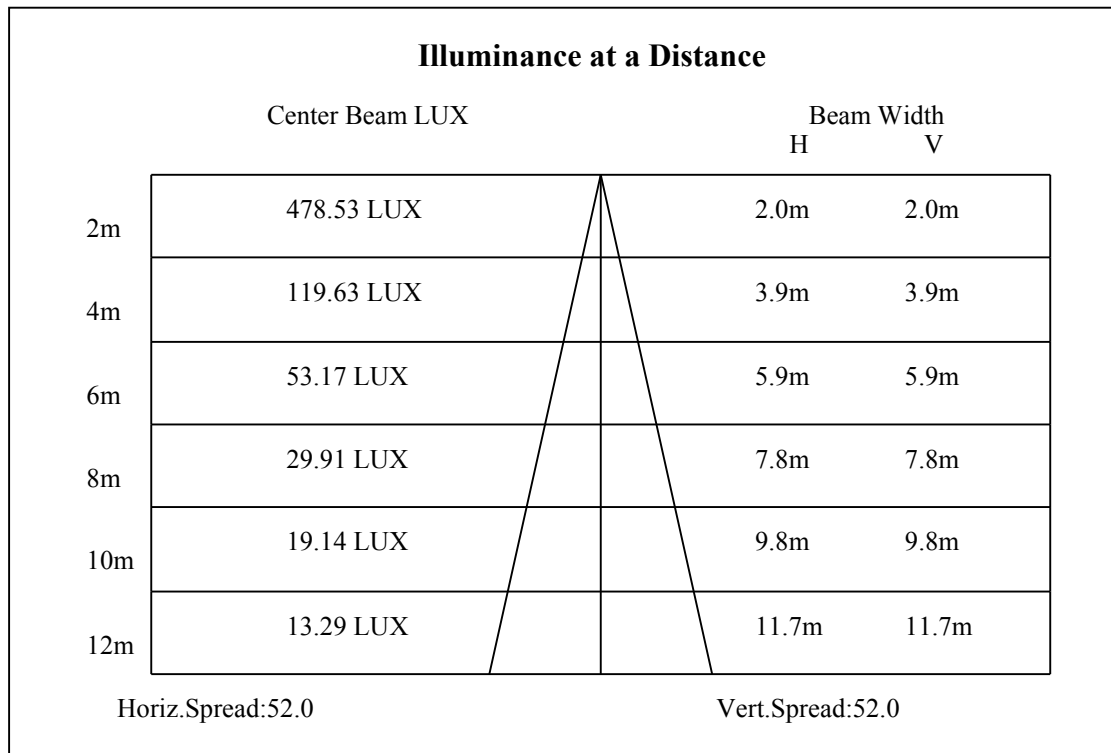 Illuminance at a Distance
Center Beam LUX Beam Width
H V
2m 478.53 LUX 2.0m 2.0m
4m 119.63 LUX 3.9m 3.9m
6m 53.17 LUX 5.9m 5.9m
8m 29.91 LUX 7.8m 7.8m
10m 19.14 LUX 9.8m 9.8m
12m 13.29 LUX 11.7m 11.7m
Horiz.Spread:52.0 Vert.Spread:52.0